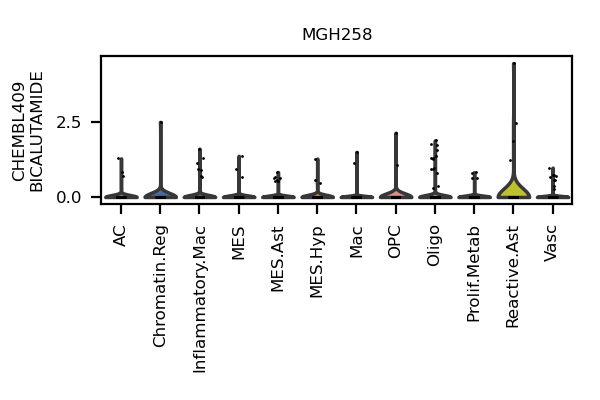 MGH258
CHEMBL409
BICALUTAMIDE
2.5
0.0
AC
Chromatin.Reg
Inflammatory.Mac
MES
MES.Ast
MES.Hyp
Mac
OPC
Oligo
Prolif.Metab
Reactive.Ast
Vasc